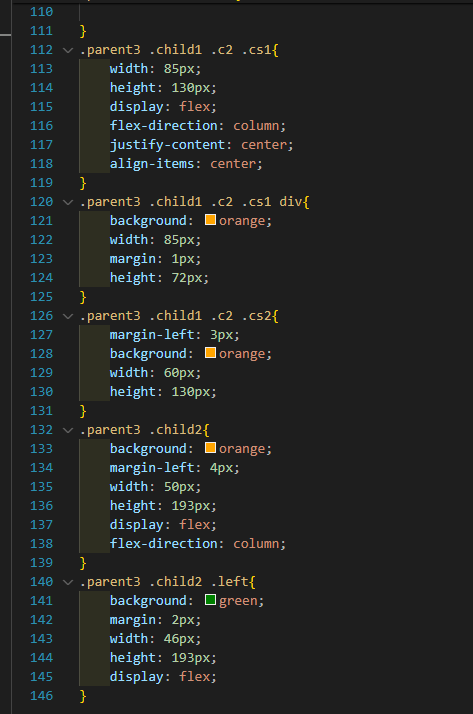 110
111 }
112 .parent3 .child1 .c2 .cs1{
113 width: 85px;
114 height: 130px;
115 display: flex;
116 flex-direction: column;
117 justify-content: center;
118 align-items: center;
119 }
120 .parent3 .child1 .c2 .cs1 div{
121 background: orange;
122 width: 85px;
123 margin: 1px;
124 height: 72px;
125 }
126 .parent3 .child1 .c2 .cs2{
127 margin-left: 3px;
128 background: orange;
129 width: 60px;
130 height: 130px;
131 }
132 .parent3 .child2{
133 background: orange;
134 margin-left: 4px;
135 width: 50px;
136 height: 193px;
137 display: flex;
138 flex-direction: column;
139 }
140 .parent3 .child2 .left{
141 background: green;
142 margin: 2px;
143 width: 46px;
144 height: 193px;
145 display: flex;
146 }